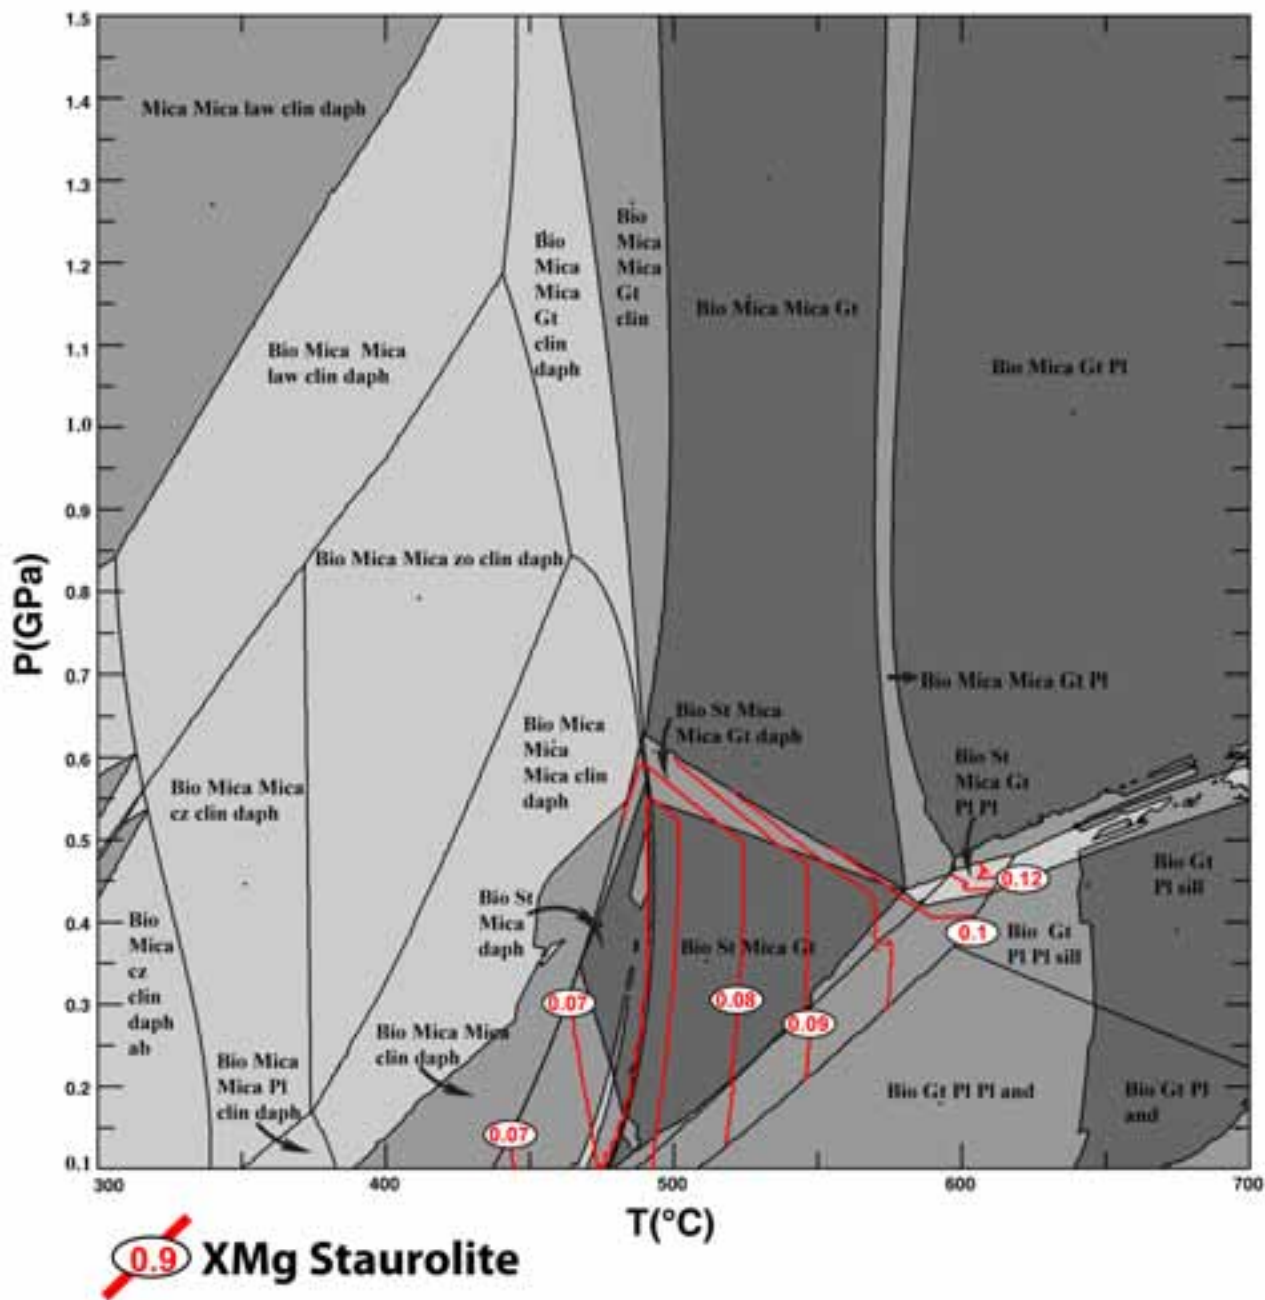 1.5
1.4
1.3
1.2
1.1
1.0
0.9
0.8
0.7
0.6
0.5
0.4
0.3
0.2
0.1
P(GPa)
300
400
500
600
700
T(°C)
Mica Mica law clin daph
Bio Mica Mica
law clin daph
Bio
Mica
Mica
Gt
clin
daph
Bio
Mica
Mica
Gt
clin
Bio Mica Mica Gt
Bio Mica Gt Pl
Bio Mica Mica zo clin daph
Bio Mica Mica Gt Pl
Bio St Mica
Mica Gt daph
Bio Mica
Mica
Mica clin
daph
Bio St
Mica Gt
Pl Pl
Bio Mica Mica
cz clin daph
Bio Gt
Pl sill
Bio St
Mica
daph
Bio St Mica Gt
Bio Gt
Pl Pl sill
Bio
Mica
cz
clin
daph
ab
Bio Mica Mica
clin daph
Bio Mica
Mica Pl
clin daph
Bio Gt Pl Pl and
Bio Gt Pl
and
0.12
0.1
0.07
0.08
0.09
0.07
0.9 XMg Staurolite